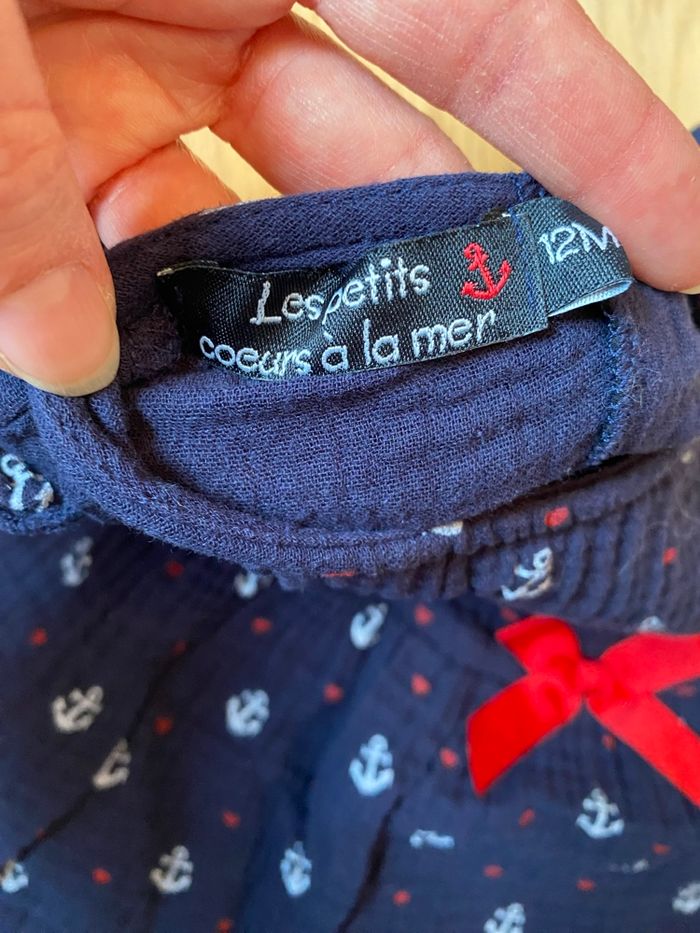 Les petits
coeurs à la mer
12M